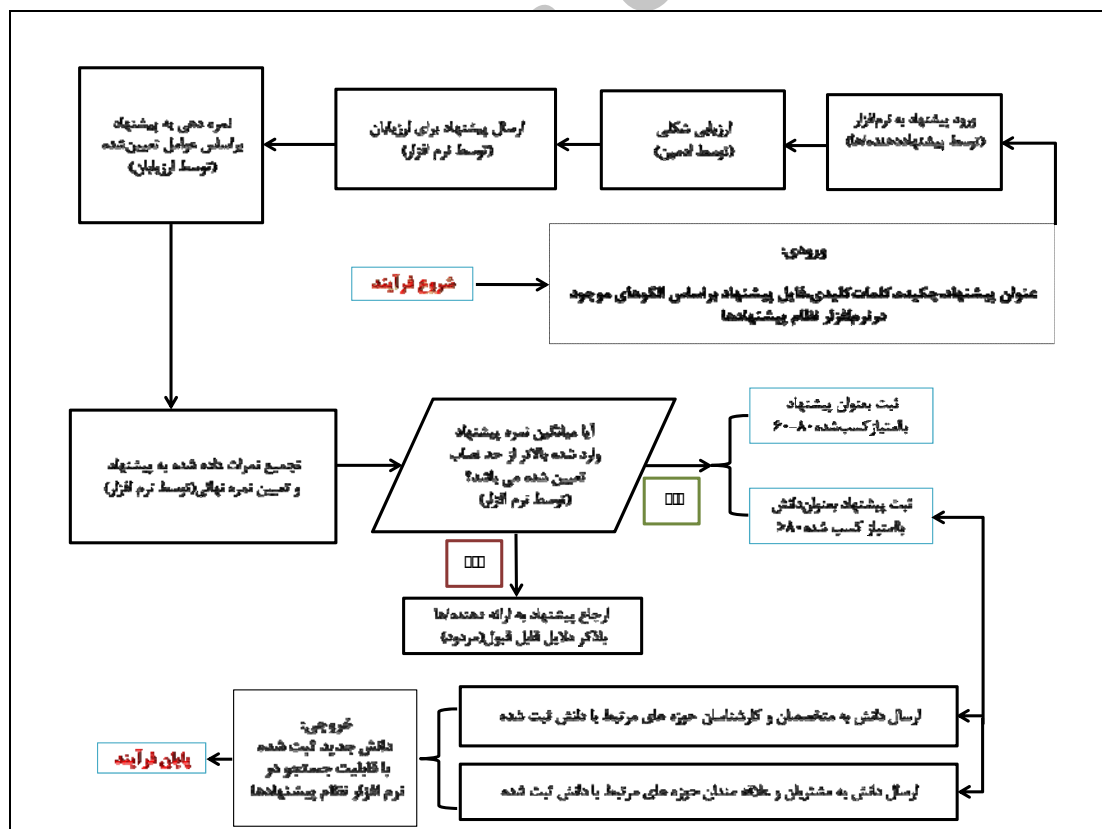 ورود پیشنهاد به نرم‌افزار
(توسط پیشنهاددهنده/ها)
ارزیابی شکلی
(توسط ادمین)
ارسال پیشنهاد برای ارزیابان
(توسط نرم افزار)
نمره دهی به پیشنهاد
براساس عوامل تعیین‌شده
(توسط ارزیابان)
شروع فرآیند
ورودی:
عنوان پیشنهاد،چکیده، کلمات‌کلیدی،فایل پیشنهاد براساس الگوهای موجود
درنرم‌افزار نظام پیشنهادها
تجمیع نمرات داده شده به پیشنهاد
و تعیین نمره نهائی(توسط نرم افزار)
آیا میانگین نمره پیشنهاد
وارد شده بالاتر از حد نصاب
تعیین شده می باشد؟
(توسط نرم افزار)
ثبت بعنوان پیشنهاد
باامتیازکسب‌شده ۸۰-۶۰
ثبت پیشنهاد بعنوان‌دانش
باامتیاز کسب شده ۸۰<
ارجاع پیشنهاد به ارائه دهنده/ها
باذکر دلایل قابل قبول(مردود)
ارسال دانش به متخصصان و کارشناسان حوزه های مرتبط با دانش ثبت شده
ارسال دانش به مشتریان و علاقه مندان حوزه های مرتبط با دانش ثبت شده
خروجی:
دانش جدید ثبت شده
با قابلیت جستجو در
نرم افزار نظام پیشنهادها
پایان فرآیند